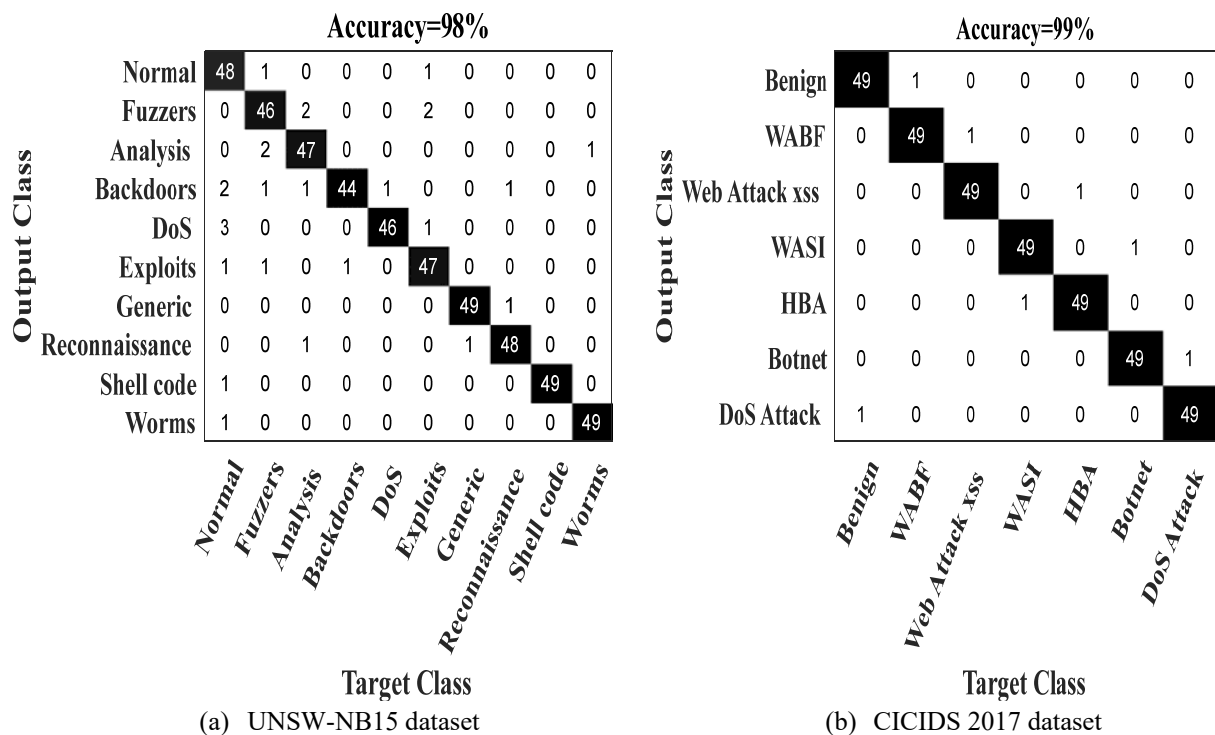 Accuracy=98%
Output Class
Normal 48 1 0 0 0 1 0 0 0 0
Fuzzers 0 46 2 0 0 2 0 0 0 0
Analysis 0 2 47 0 0 0 0 0 0 1
Backdoors 2 1 1 44 1 0 0 1 0 0
DoS 3 0 0 0 46 1 0 0 0 0
Exploits 1 1 0 1 0 47 0 0 0 0
Generic 0 0 0 0 0 0 49 1 0 0
Reconnaissance 0 0 1 0 0 0 1 48 0 0
Shell code 1 0 0 0 0 0 0 0 49 0
Worms 1 0 0 0 0 0 0 0 0 49
Normal Fuzzers Analysis Backdoors DoS Exploits Generic Reconnaissance Shell code Worms
Target Class
(a) UNSW-NB15 dataset
Accuracy=99%
Output Class
Benign 49 1 0 0 0 0 0
WABF 0 49 1 0 0 0 0
Web Attack xss 0 0 49 0 1 0 0
WASI 0 0 0 49 0 1 0
HBA 0 0 0 1 49 0 0
Botnet 0 0 0 0 0 49 1
DoS Attack 1 0 0 0 0 0 49
Benign WABF Web Attack xss WASI HBA Botnet DoS Attack
Target Class
(b) CICIDS 2017 dataset